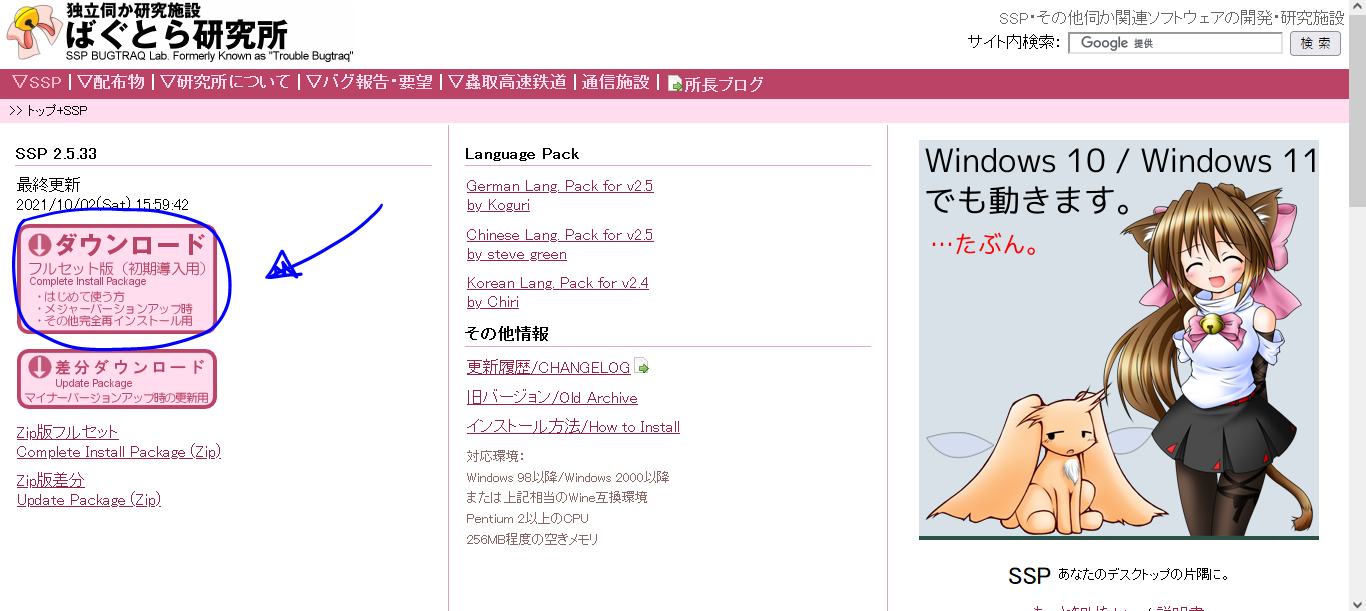 独立伺か研究施設
ばぐとら研究所
SSP BUGTRAQ Lab. Formerly Known as "Trouble Bugtraq"
SSP・その他伺か関連ソフトウェアの開発・研究施設
サイト内検索: Google 提供 検 索
▽SSP | ▽配布物 | ▽研究所について | ▽バグ報告・要望 | ▽蟲取高速鉄道 | 通信施設 | 所長ブログ
>> トップ+SSP
SSP 2.5.33
最終更新
2021/10/02(Sat) 15:59:42
ダウンロード
フルセット版（初期導入用）
Complete Install Package
・はじめて使う方
・メジャーバージョンアップ時
・その他完全再インストール用
差分ダウンロード
Update Package
マイナーバージョンアップ時の更新用
Zip版フルセット
Complete Install Package (Zip)
Zip版差分
Update Package (Zip)
Language Pack
German Lang. Pack for v2.5
by Koguri
Chinese Lang. Pack for v2.5
by steve green
Korean Lang. Pack for v2.4
by Chiri
その他情報
更新履歴/CHANGELOG
旧バージョン/Old Archive
インストール方法/How to Install
対応環境:
Windows 98以降/Windows 2000以降
または上記相当のWine互換環境
Pentium 2以上のCPU
256MB程度の空きメモリ
Windows 10 / Windows 11
でも動きます。
…たぶん。
SSP あなたのデスクトップの片隅に。